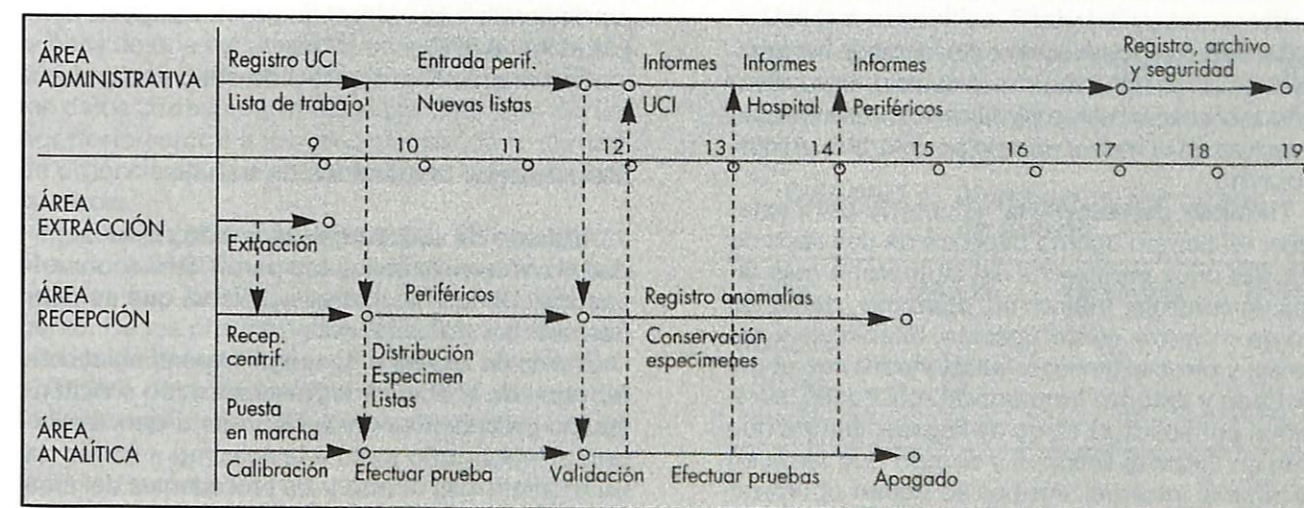 ÁREA
ADMINISTRATIVA
Registro UCI
Lista de trabajo
Entrada perif.
Nuevas listas
Informes
UCI
Informes
Hospital
Informes
Periféricos
Registro, archivo
y seguridad
9 10 11 12 13 14 15 16 17 18 19
ÁREA
EXTRACCIÓN
Extracción
ÁREA
RECEPCIÓN
Recep.
centrif.
Periféricos
Distribución
Especimen
Listas
Registro anomalías
Conservación
especímenes
ÁREA
ANALÍTICA
Puesta
en marcha
Calibración
Efectuar prueba
Validación
Efectuar pruebas
Apagado